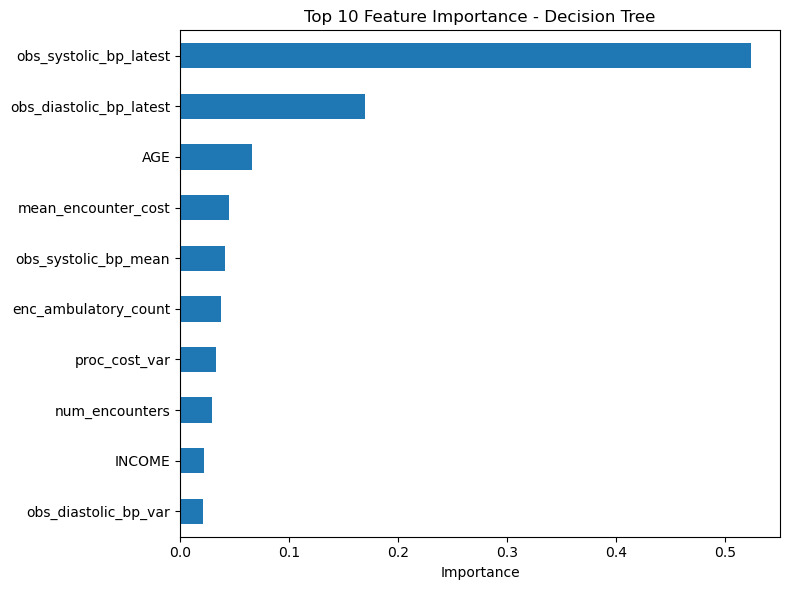 Top 10 Feature Importance - Decision Tree
obs_systolic_bp_latest
obs_diastolic_bp_latest
AGE
mean_encounter_cost
obs_systolic_bp_mean
enc_ambulatory_count
proc_cost_var
num_encounters
INCOME
obs_diastolic_bp_var
0.0 0.1 0.2 0.3 0.4 0.5
Importance